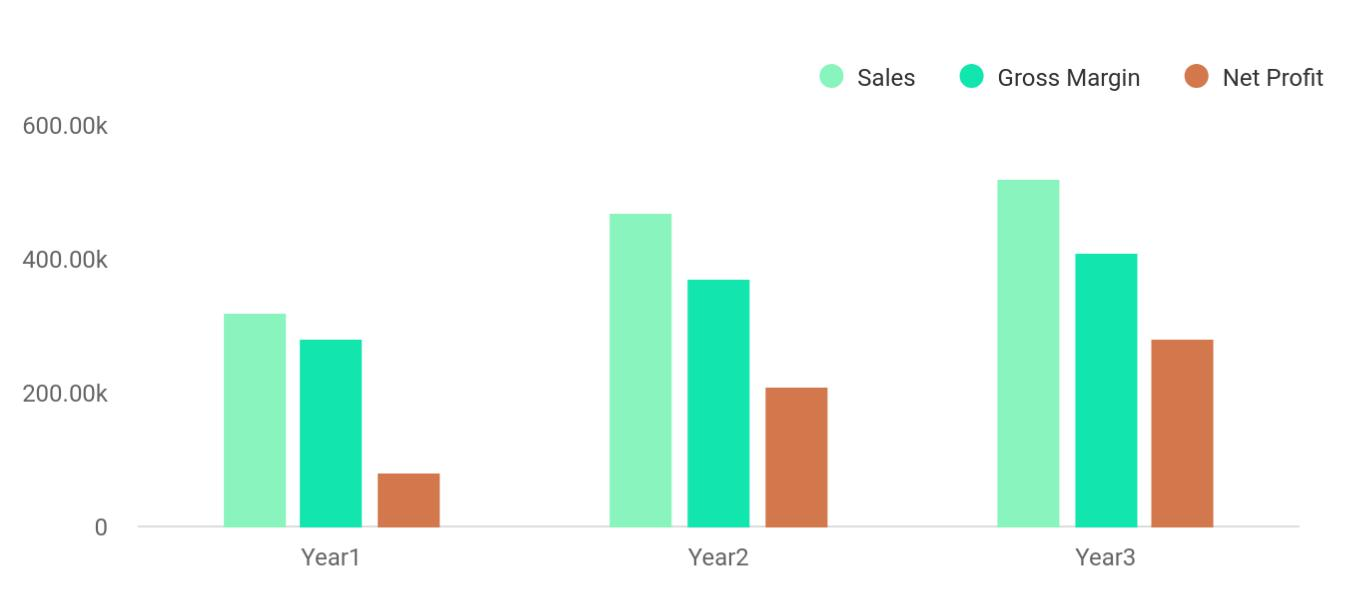 Sales Gross Margin Net Profit
600.00k
400.00k
200.00k
0
Year1 Year2 Year3